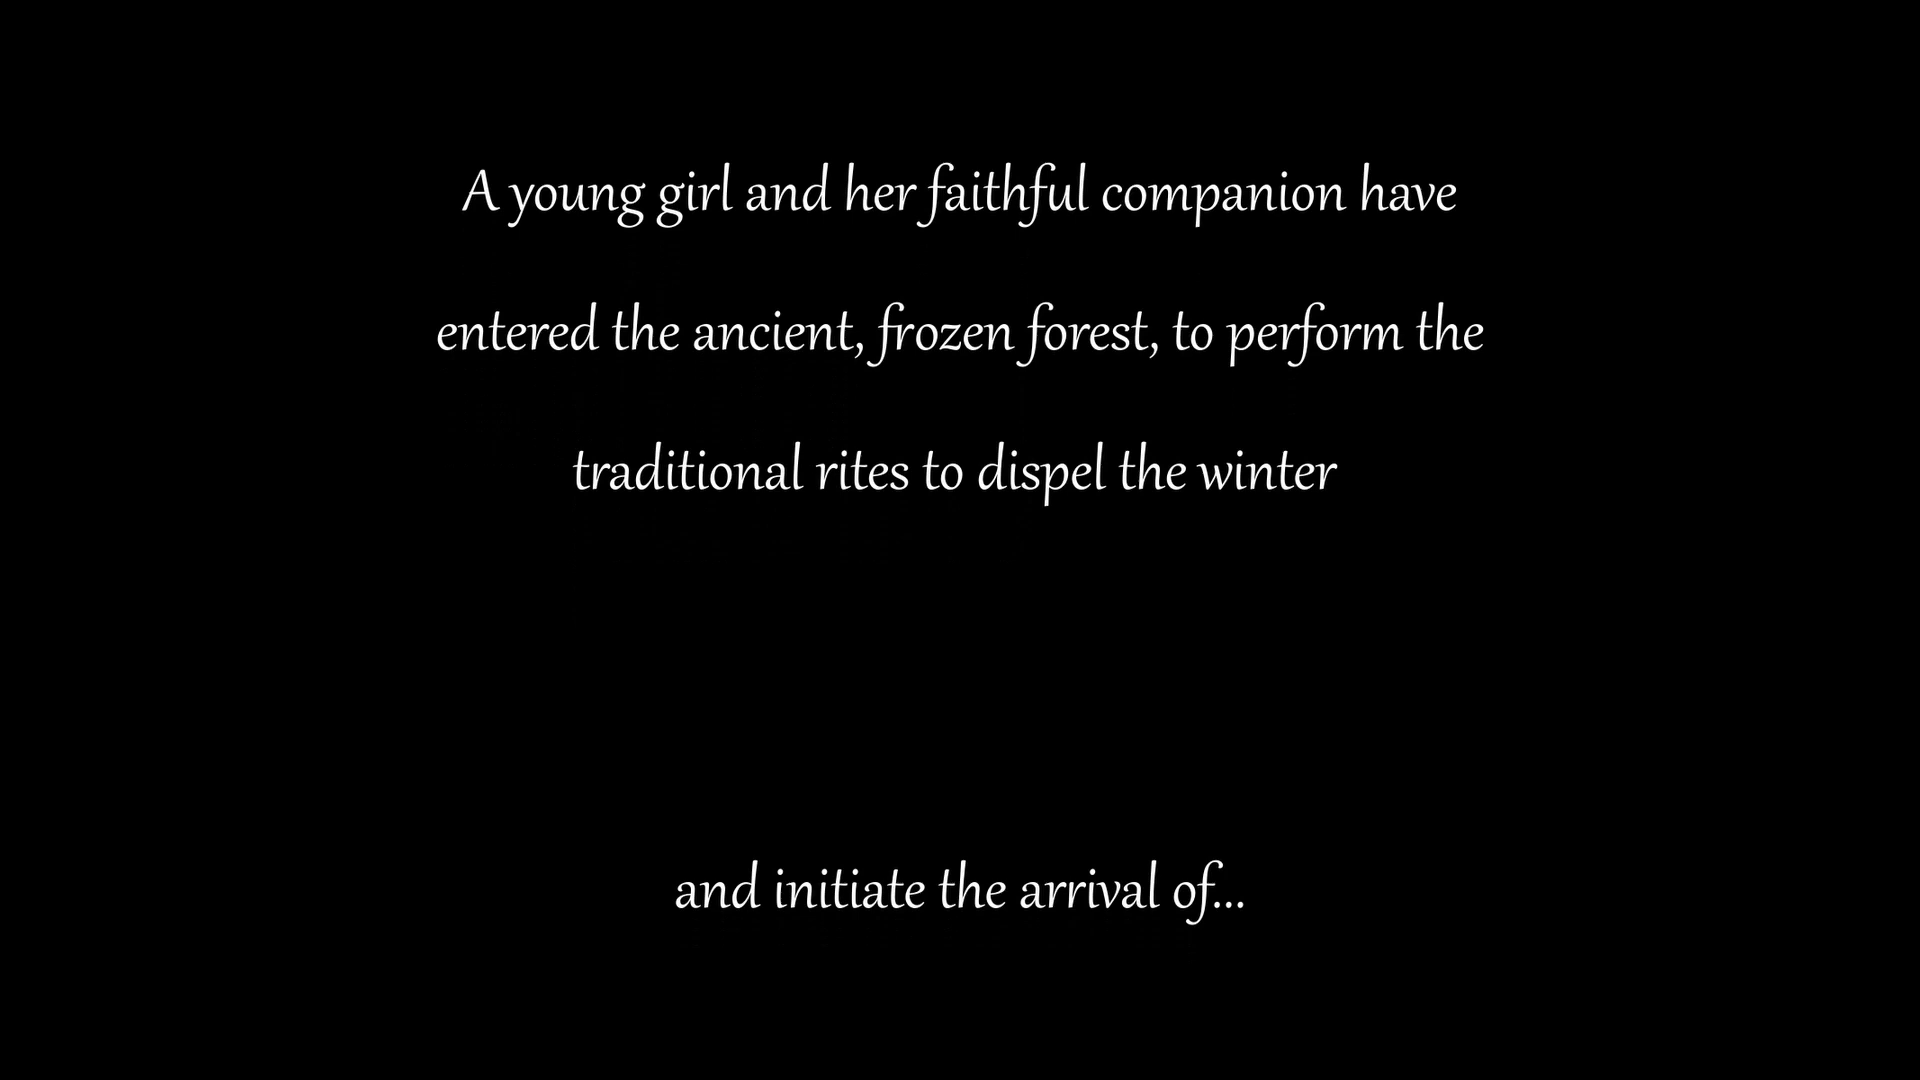 A young girl and her faithful companion have
entered the ancient, frozen forest, to perform the
traditional rites to dispel the winter
and initiate the arrival of...